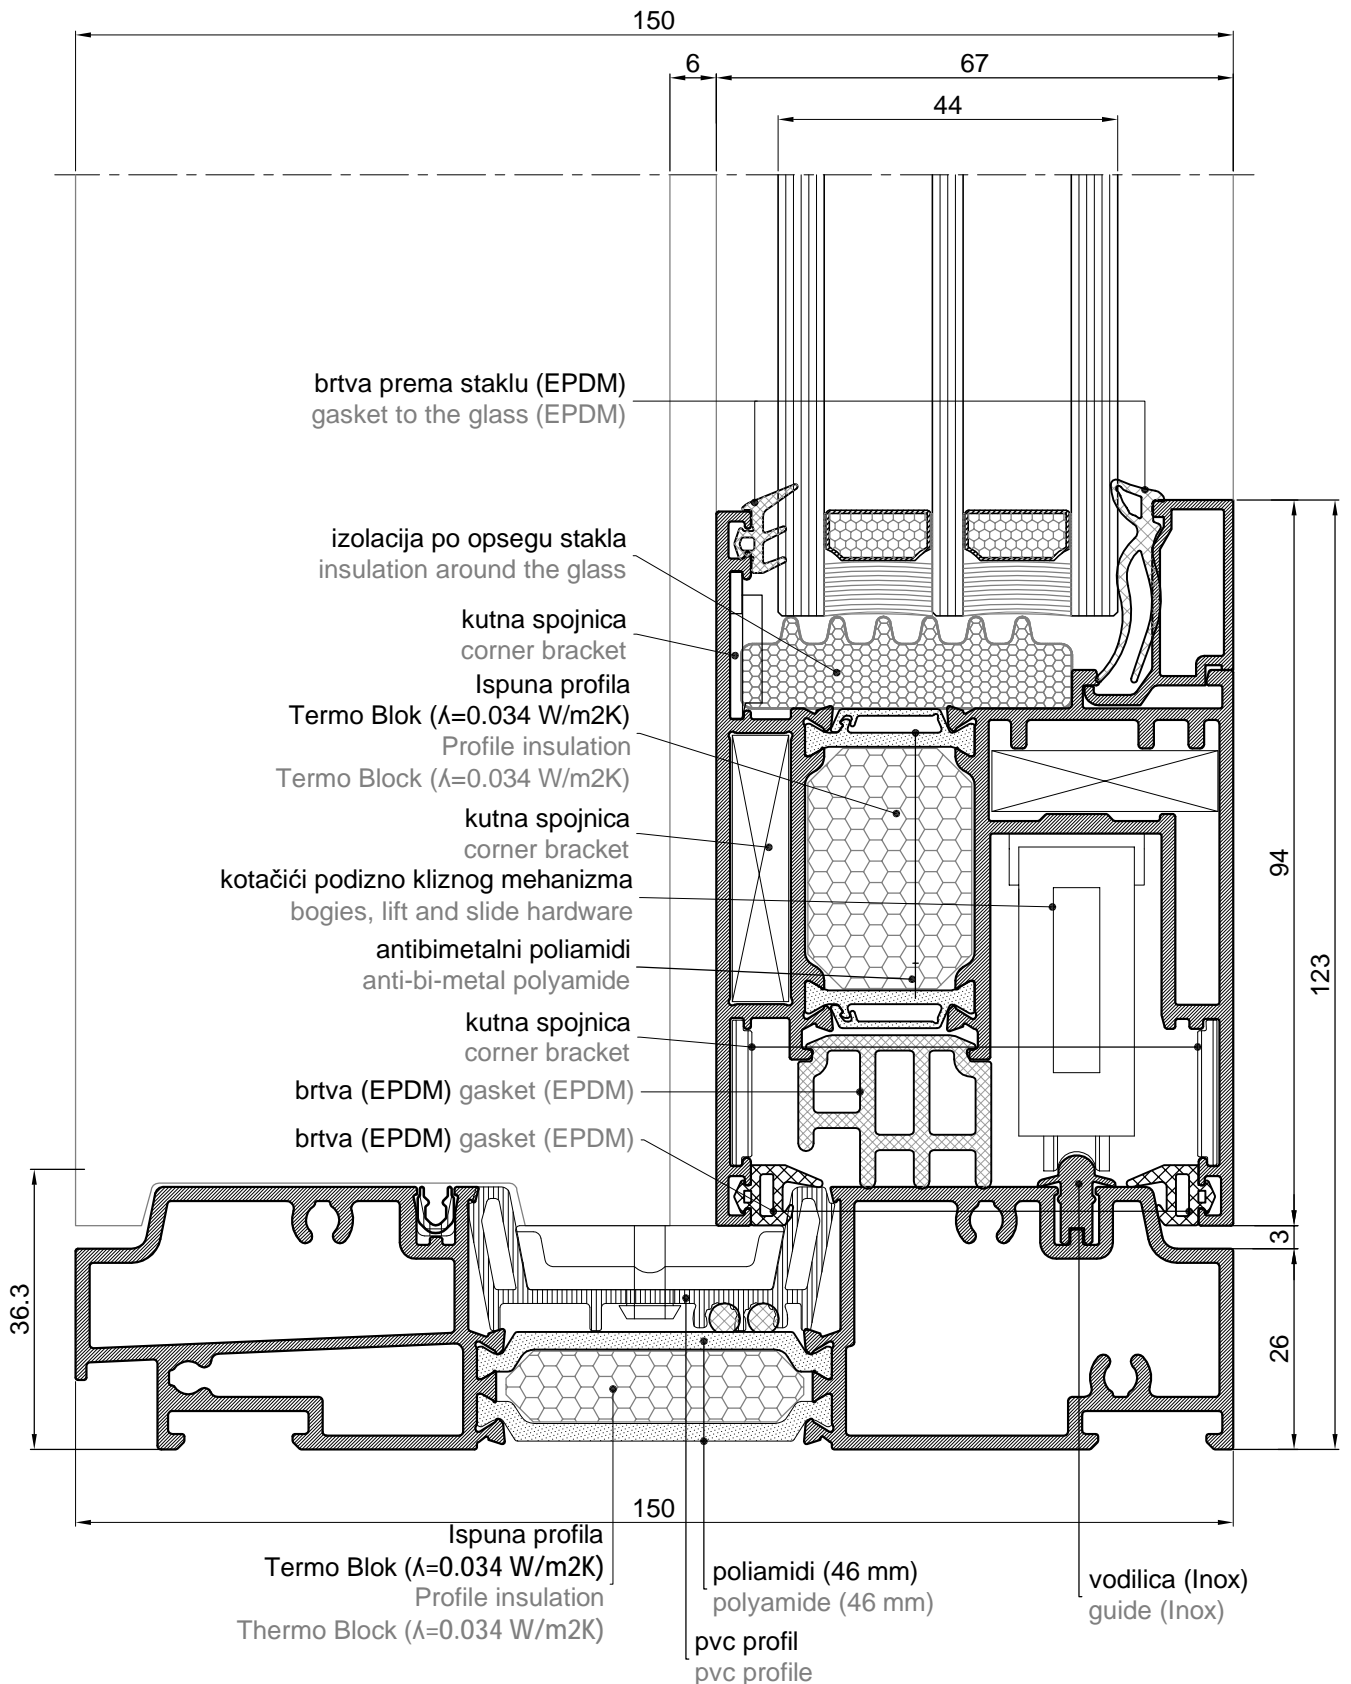 150
6
67
44
brtva prema staklu (EPDM)
gasket to the glass (EPDM)
izolacija po opsegu stakla
insulation around the glass
kutna spojnica
corner bracket
Ispuna profila
Termo Blok (ʎ=0.034 W/m2K)
Profile insulation
Termo Block (ʎ=0.034 W/m2K)
kutna spojnica
corner bracket
kotačići podizno kliznog mehanizma
bogies, lift and slide hardware
antibimetalni poliamidi
anti-bi-metal polyamide
kutna spojnica
corner bracket
brtva (EPDM) gasket (EPDM)
brtva (EPDM) gasket (EPDM)
94
123
3
26
36.3
150
Ispuna profila
Termo Blok (ʎ=0.034 W/m2K)
Profile insulation
Thermo Block (ʎ=0.034 W/m2K)
poliamidi (46 mm)
polyamide (46 mm)
pvc profil
pvc profile
vodilica (Inox)
guide (Inox)